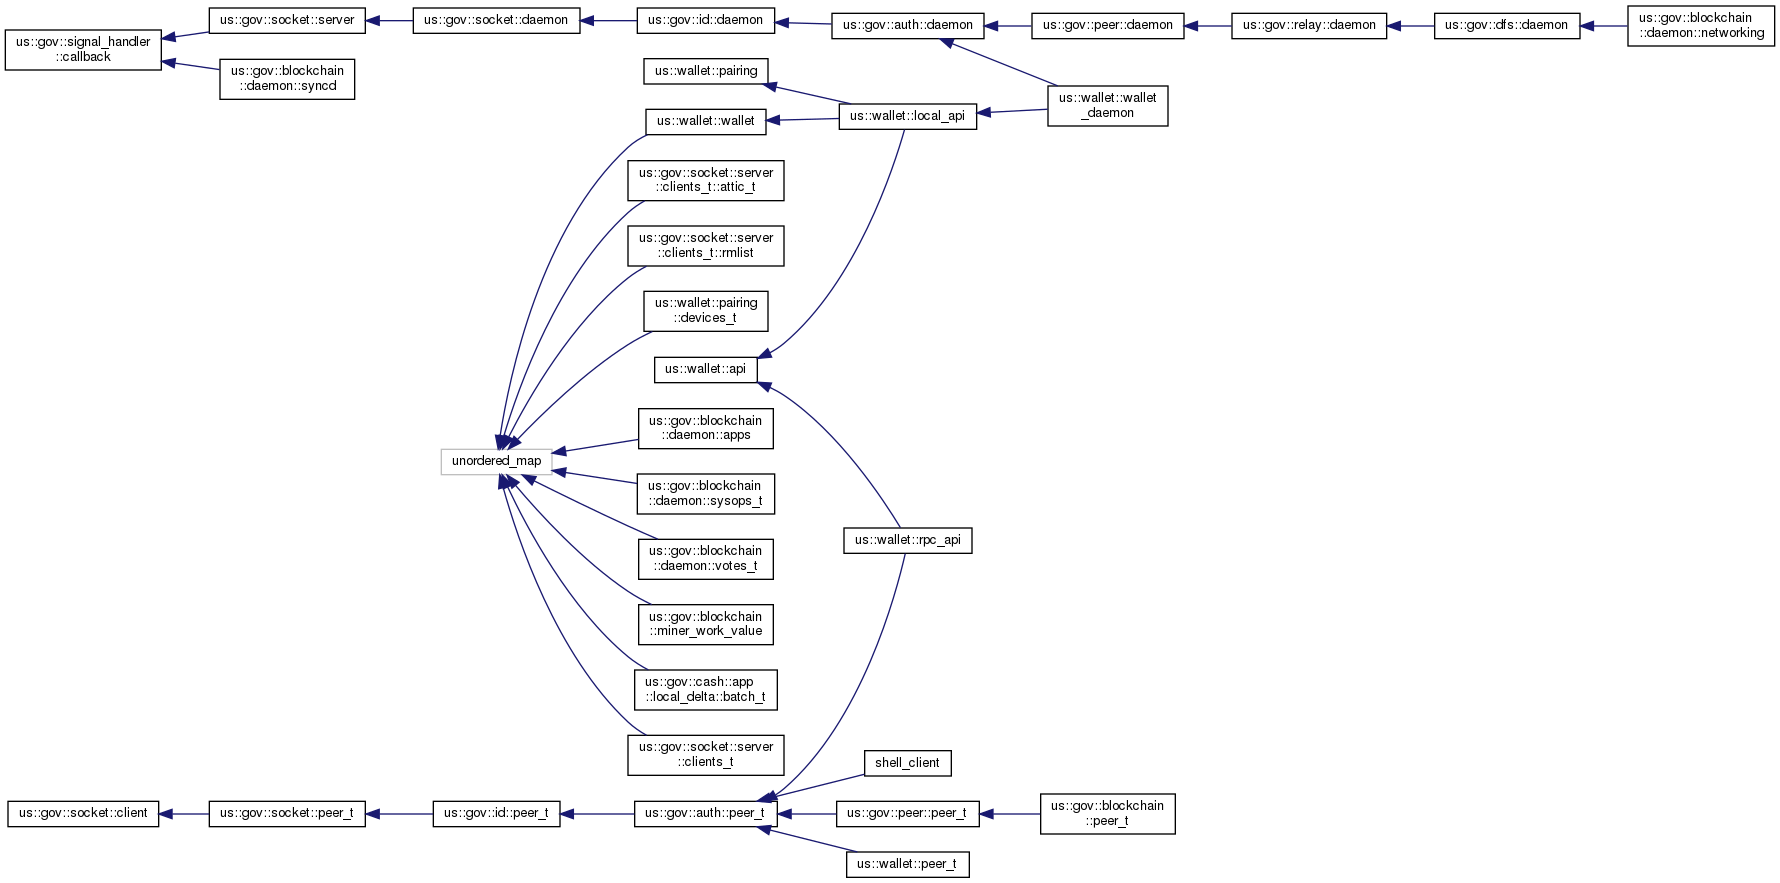 us::gov::signal_handler
::callback
us::gov::socket::server
us::gov::socket::daemon
us::gov::id::daemon
us::gov::auth::daemon
us::gov::peer::daemon
us::gov::relay::daemon
us::gov::dfs::daemon
us::gov::blockchain
::daemon::networking
us::gov::blockchain
::daemon::syncd
us::wallet::pairing
us::wallet::wallet
us::wallet::local_api
us::wallet::wallet
_daemon
us::gov::socket::server
::clients_t::attic_t
us::gov::socket::server
::clients_t::rmlist
us::wallet::pairing
::devices_t
us::wallet::api
us::gov::blockchain
::daemon::apps
unordered_map
us::gov::blockchain
::daemon::sysops_t
us::gov::blockchain
::daemon::votes_t
us::wallet::rpc_api
us::gov::blockchain
::miner_work_value
us::gov::cash::app
::local_delta::batch_t
us::gov::socket::server
::clients_t
shell_client
us::gov::socket::client
us::gov::socket::peer_t
us::gov::id::peer_t
us::gov::auth::peer_t
us::gov::peer::peer_t
us::gov::blockchain
::peer_t
us::wallet::peer_t